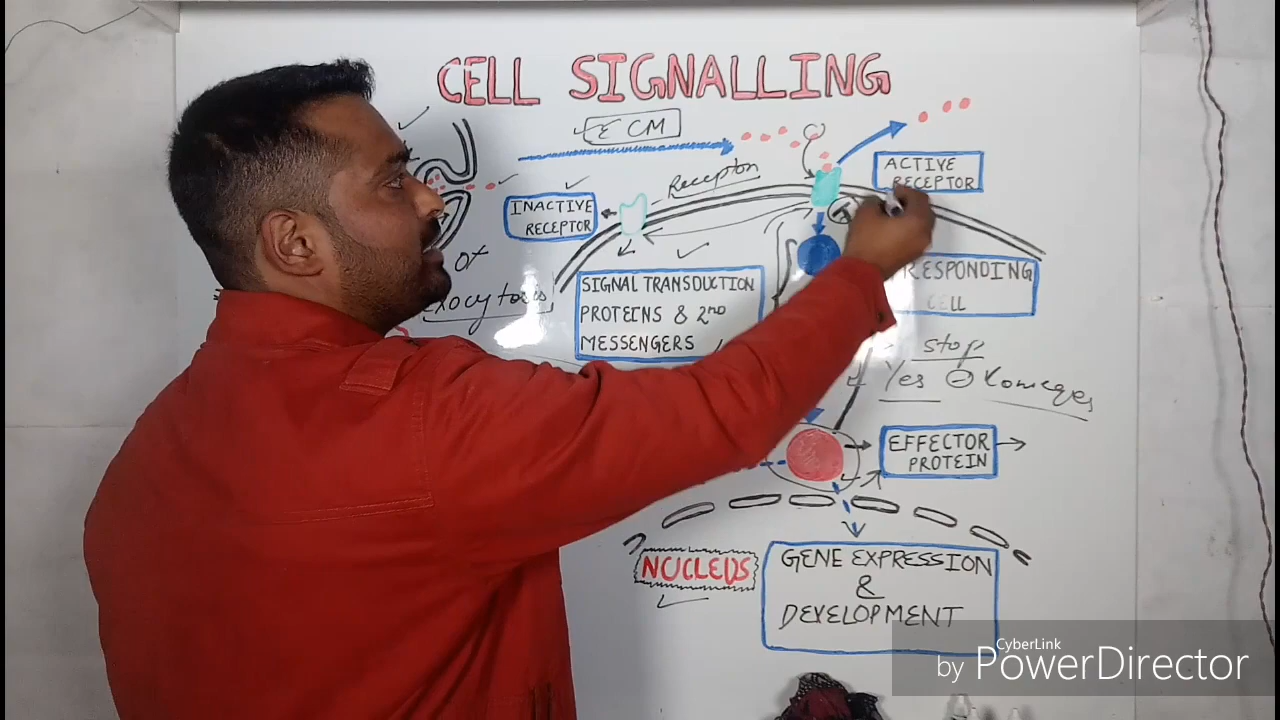 CELL SIGNALLING
ECM
Receptor
ACTIVE
RECEPTOR
INACTIVE
RECEPTOR
or
exocytosis
SIGNAL TRANSDUCTION
PROTEINS & 2ND
MESSENGERS
RESPONDING
CELL
stop
Yes
EFFECTOR
PROTEIN
NUCLEUS
GENE EXPRESSION
&
DEVELOPMENT
CyberLink
by PowerDirector